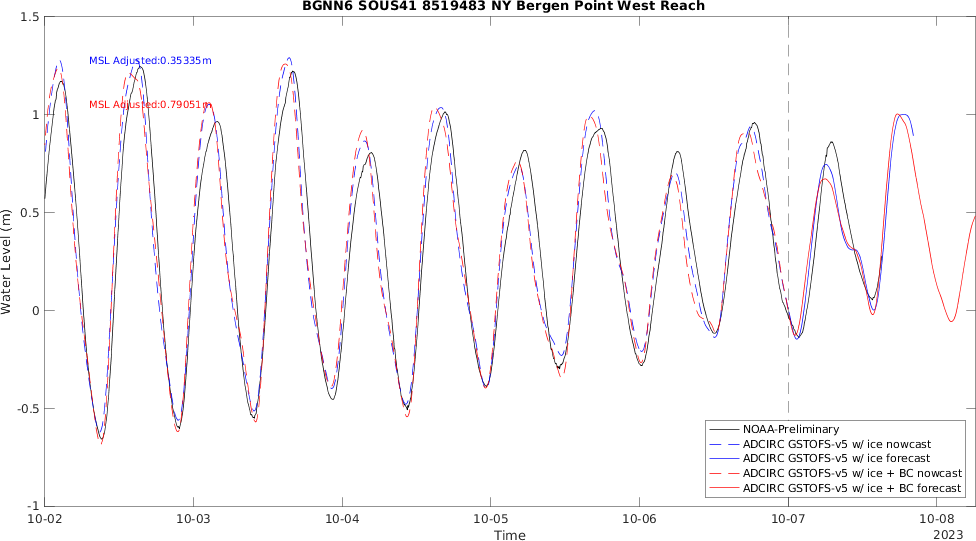 BGNN6 SOUS41 8519483 NY Bergen Point West Reach
1.5
MSL Adjusted:0.35335m
MSL Adjusted:0.79051m
1
0.5
0
-0.5
-1
Water Level (m)
NOAA-Preliminary
ADCIRC GSTOFS-v5 w/ ice nowcast
ADCIRC GSTOFS-v5 w/ ice forecast
ADCIRC GSTOFS-v5 w/ ice + BC nowcast
ADCIRC GSTOFS-v5 w/ ice + BC forecast
10-02 10-03 10-04 10-05 10-06 10-07 10-08
Time
2023